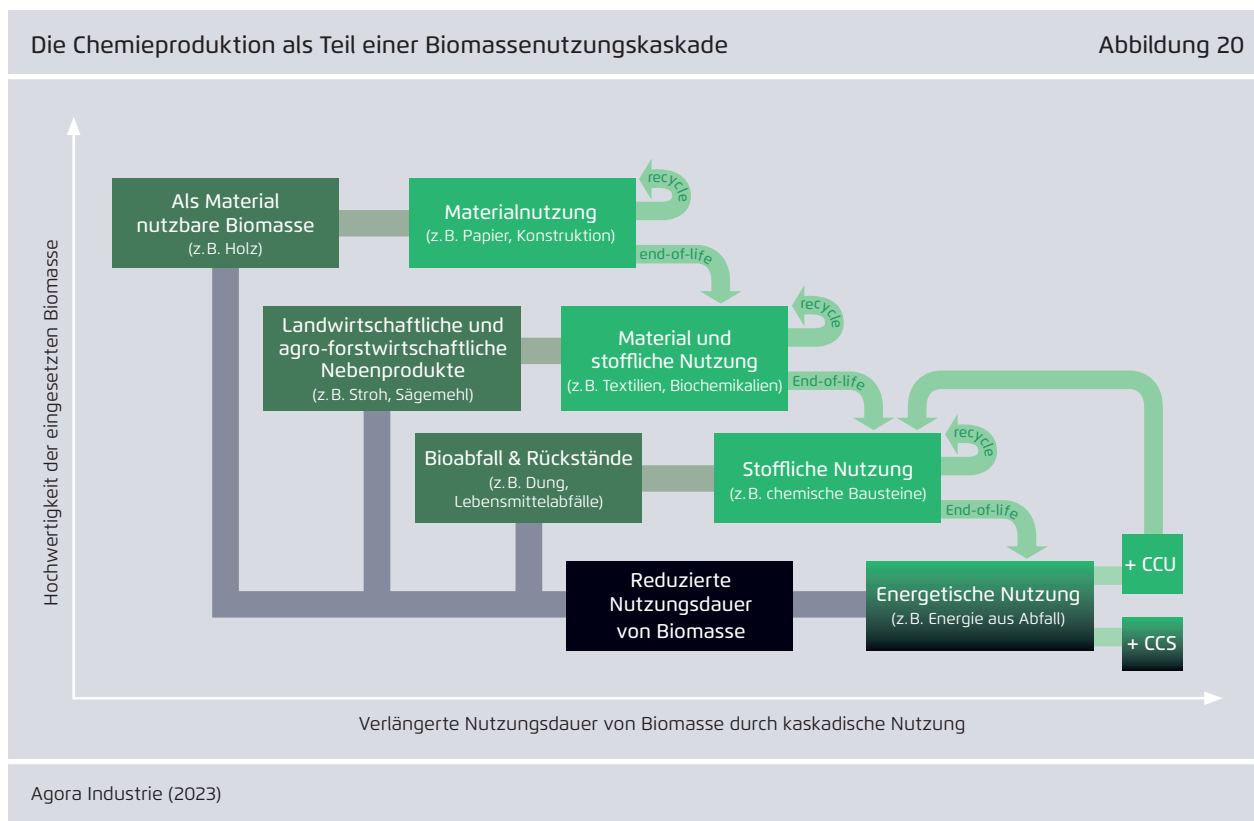 Die Chemieproduktion als Teil einer Biomassenutzungskaskade
Abbildung 20
Hochwertigkeit der eingesetzten Biomasse
Als Material
nutzbare Biomasse
(z.B. Holz)
Materialnutzung
(z.B. Papier, Konstruktion)
recycle
end-of-life
Landwirtschaftliche und
agro-forstwirtschaftliche
Nebenprodukte
(z.B. Stroh, Sägemehl)
Material und
stoffliche Nutzung
(z.B. Textilien, Biochemikalien)
recycle
End-of-life
Bioabfall & Rückstände
(z.B. Dung,
Lebensmittelabfälle)
Stoffliche Nutzung
(z.B. chemische Bausteine)
recycle
End-of-life
Reduzierte
Nutzungsdauer
von Biomasse
Energetische Nutzung
(z.B. Energie aus Abfall)
+ CCU
+ CCS
Verlängerte Nutzungsdauer von Biomasse durch kaskadische Nutzung
Agora Industrie (2023)